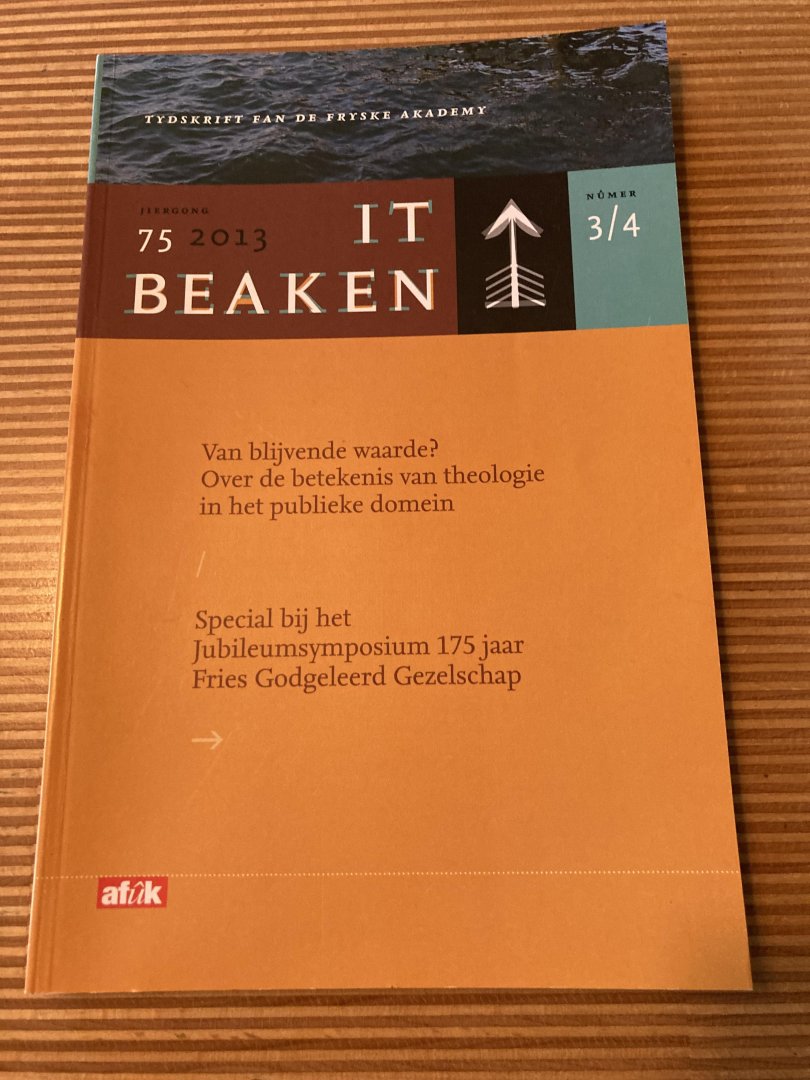 TYDSKRIFT FAN DE FRYSKE AKADEMY
JIERGONG
75 2013
IT
BEAKEN
NÛMER
3/4
Van blijvende waarde?
Over de betekenis van theologie
in het publieke domein
/
Special bij het
Jubileumsymposium 175 jaar
Fries Godgeleerd Gezelschap
→
afûk